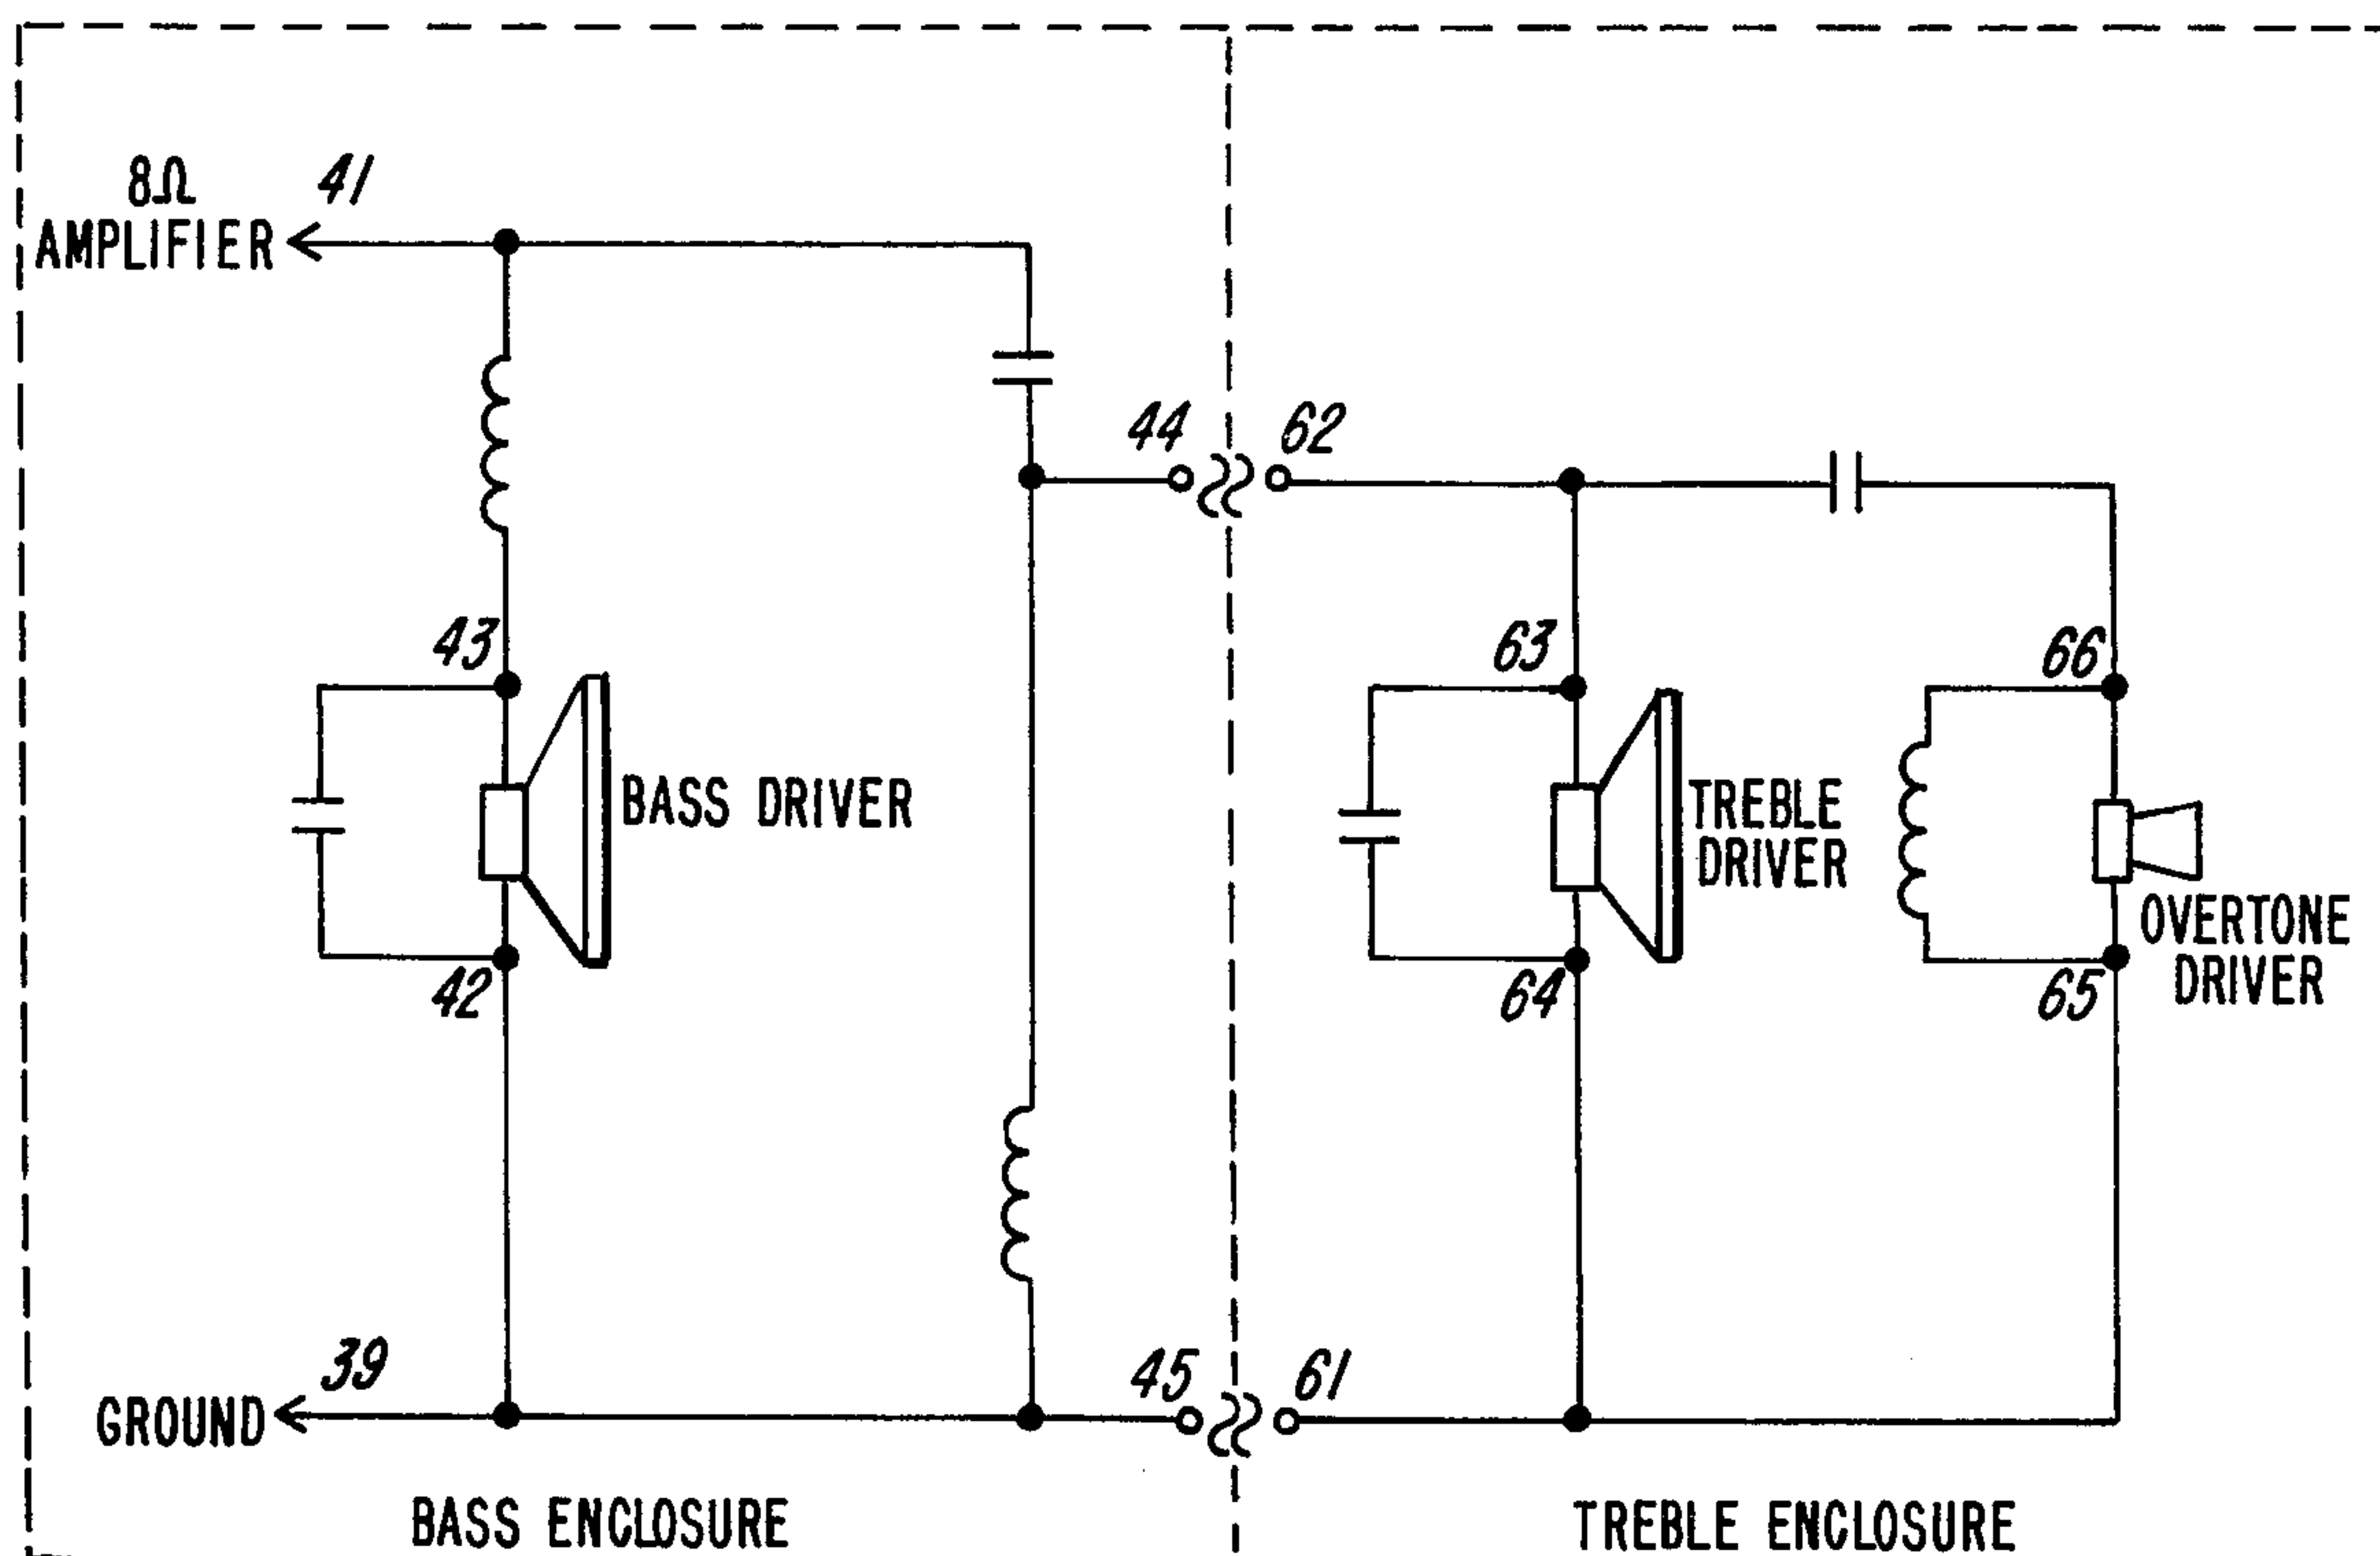 8Ω
AMPLIFIER
41
44
62
43
63
66
BASS DRIVER
TREBLE
DRIVER
OVERTONE
DRIVER
42
64
65
39
GROUND
45
61
BASS ENCLOSURE
TREBLE ENCLOSURE